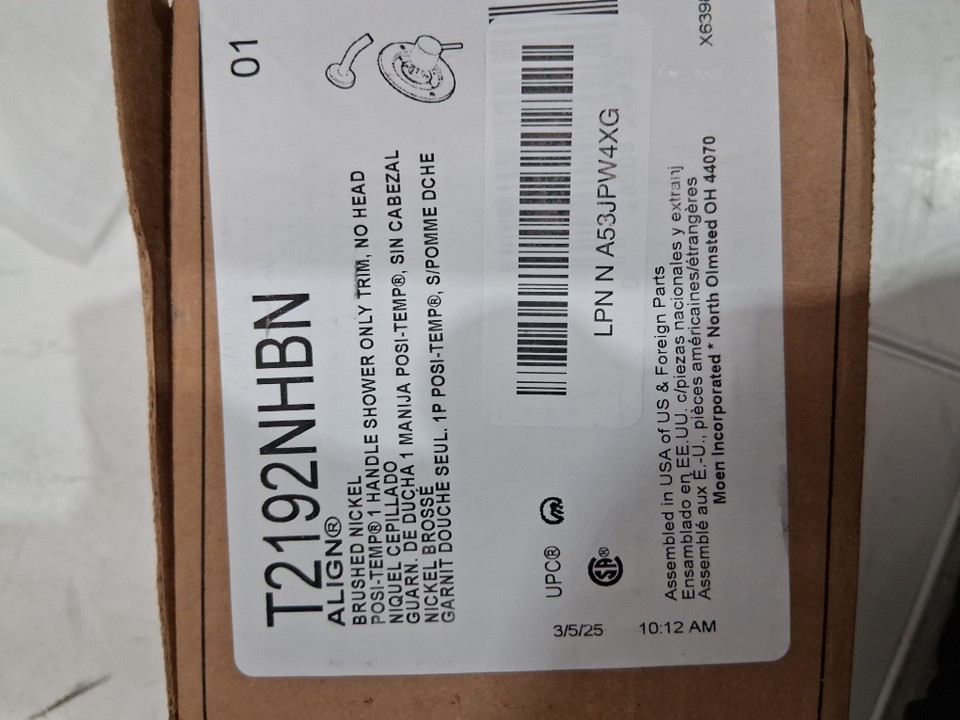 01
T2192NHBN
ALIGN®
BRUSHED NICKEL
POSI-TEMP® 1 HANDLE SHOWER ONLY TRIM, NO HEAD
NIQUEL CEPILLADO
GUARN. DE DUCHA 1 MANIJA POSI-TEMP®, SIN CABEZAL
NICKEL BROSSÉ
GARNIT DOUCHE SEUL. 1P POSI-TEMP®, S/POMME DCHE
LPN N A53JPW4XG
UPC®
SA®
3/5/25
10:12 AM
Assembled in USA of US & Foreign Parts
Ensamblado en EE.UU. c/piezas nacionales y extranj
Assemblé aux É.-U., pièces américaines/étrangères
Moen Incorporated * North Olmsted OH 44070